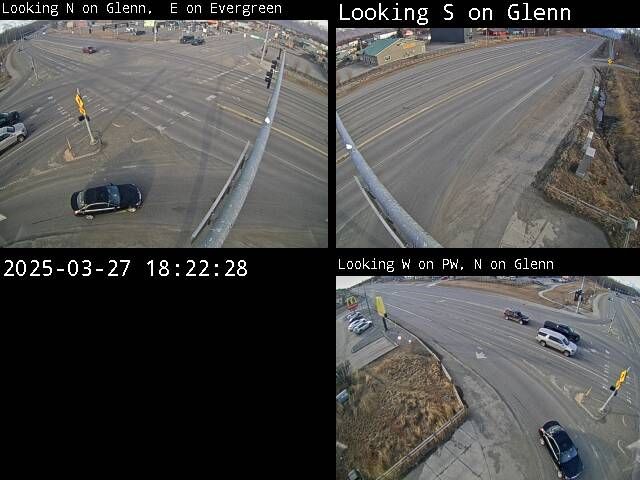 Looking N on Glenn,  E on Evergreen
Looking S on Glenn
2025-03-27 18:22:28
Looking W on PW, N on Glenn